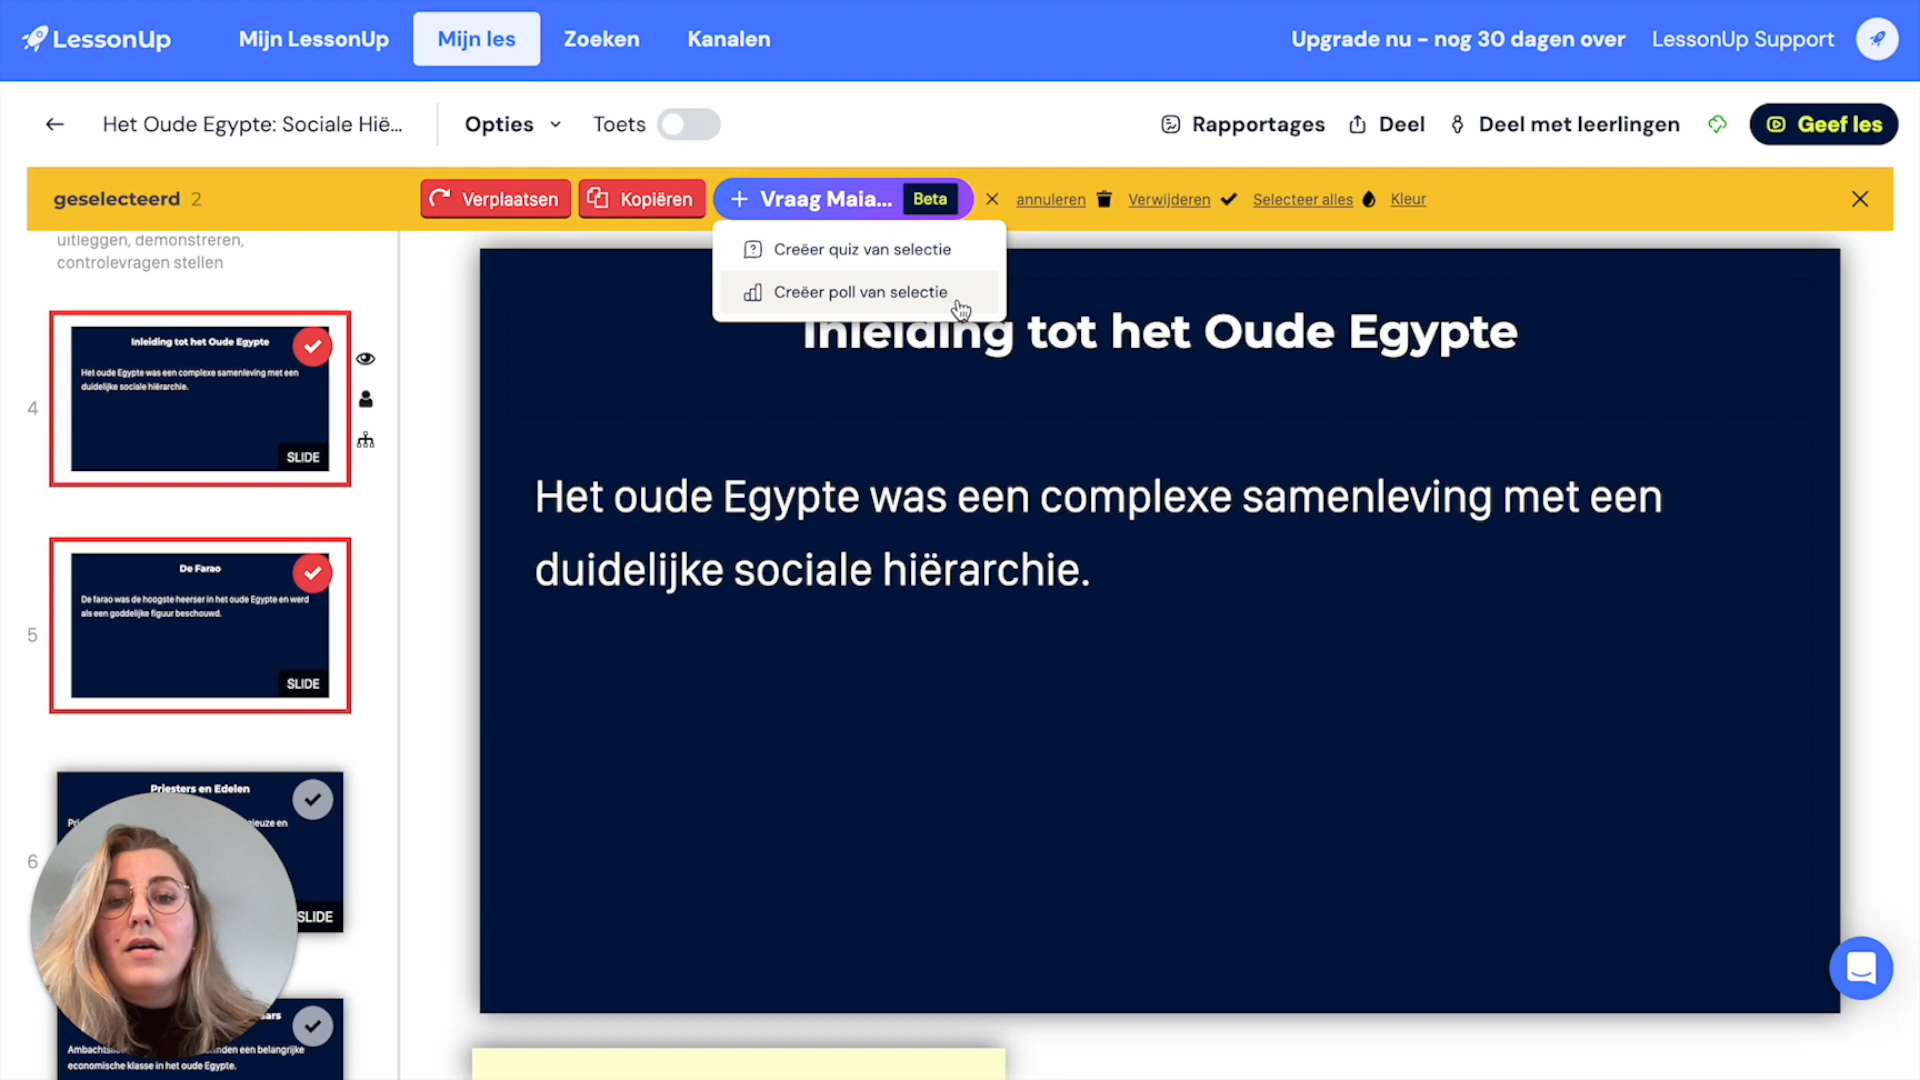 LessonUp
Mijn LessonUp
Mijn les
Zoeken
Kanalen
Upgrade nu - nog 30 dagen over
LessonUp Support
Het Oude Egypte: Sociale Hië...
Opties
Toets
Rapportages
Deel
Deel met leerlingen
Geef les
geselecteerd 2
Verplaatsen
Kopiëren
+ Vraag Maia... Beta
annuleren
Verwijderen
Selecteer alles
Kleur
Creëer quiz van selectie
Creëer poll van selectie
uitleggen, demonstreren,
controlevragen stellen
4
Inleiding tot het Oude Egypte
Het oude Egypte was een complexe samenleving met een
duidelijke sociale hiërarchie.
SLIDE
5
De Farao
De farao was de hoogste heerser in het oude Egypte en werd
als een goddelijke figuur beschouwd.
SLIDE
6
Priesters en Edelen
SLIDE
economische klasse in het oude Egypte.
Inleiding tot het Oude Egypte
Het oude Egypte was een complexe samenleving met een
duidelijke sociale hiërarchie.